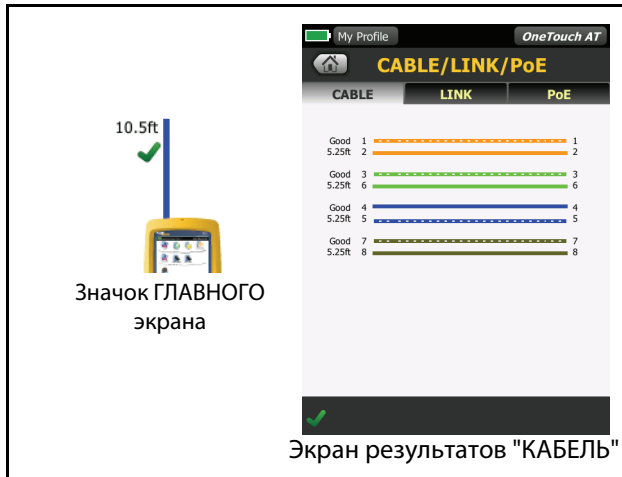 10.5ft
Значок ГЛАВНОГО
экрана
My Profile OneTouch AT
CABLE/LINK/PoE
CABLE LINK PoE
Good 1 1
5.25ft 2 2
Good 3 3
5.25ft 6 6
Good 4 4
5.25ft 5 5
Good 7 7
5.25ft 8 8
Экран результатов "КАБЕЛЬ"